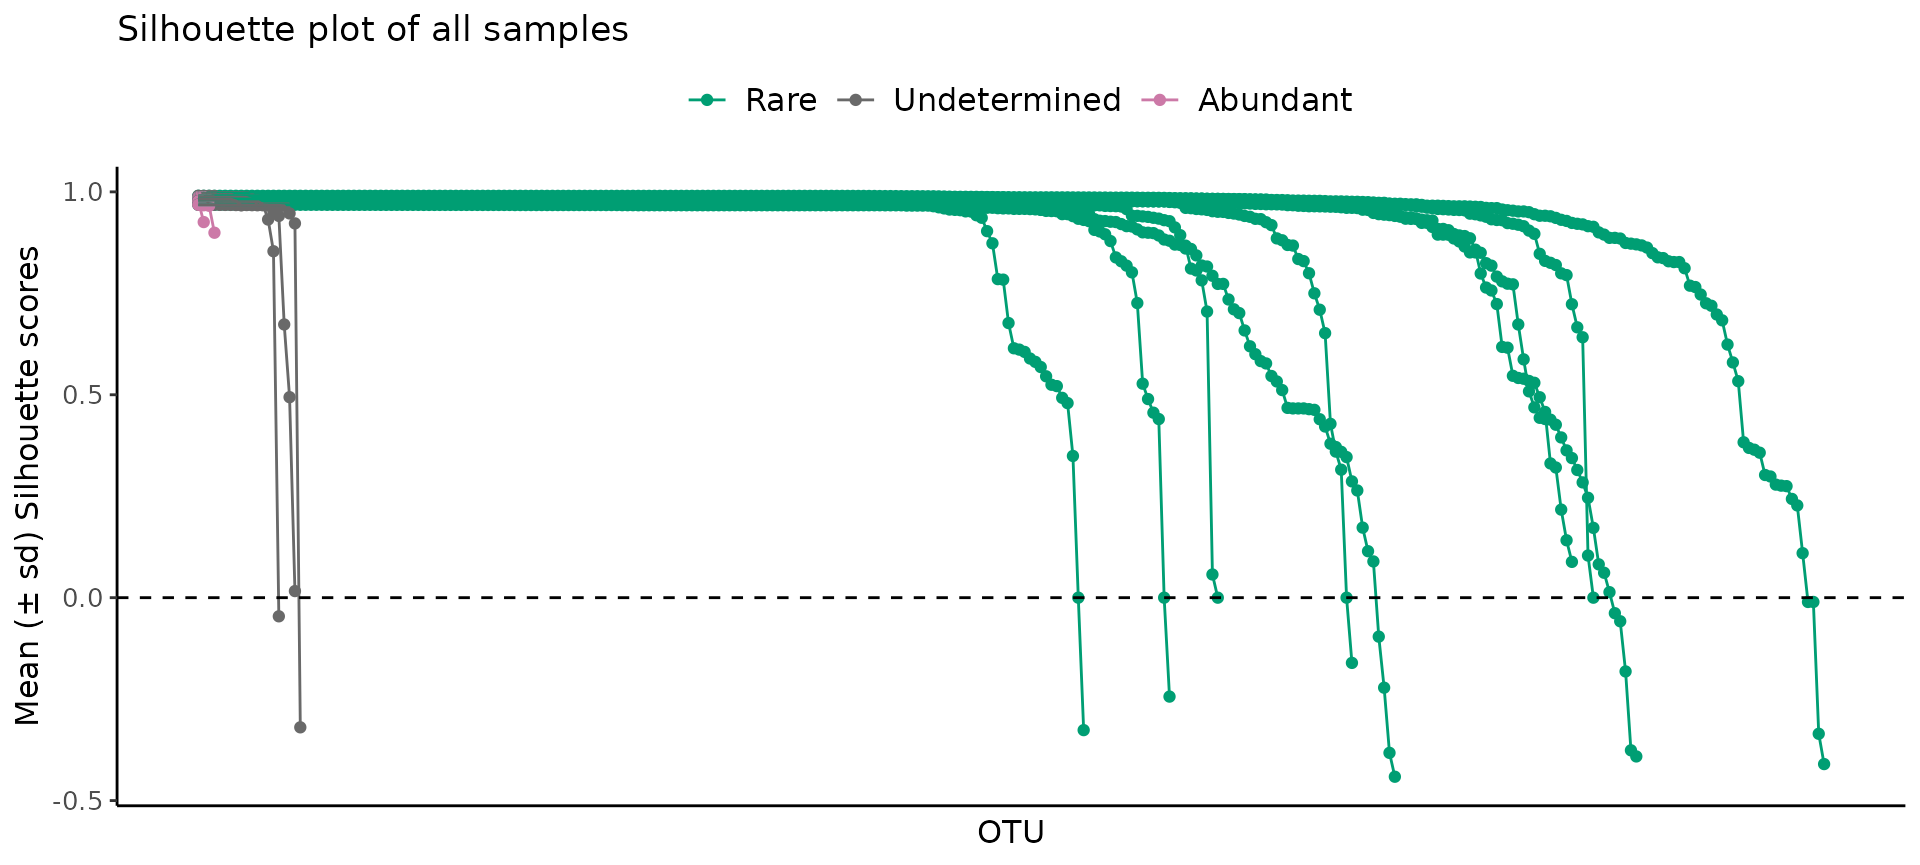 Silhouette plot of all samples
Rare
Undetermined
Abundant
Mean (± sd) Silhouette scores
1.0
0.5
0.0
-0.5
OTU